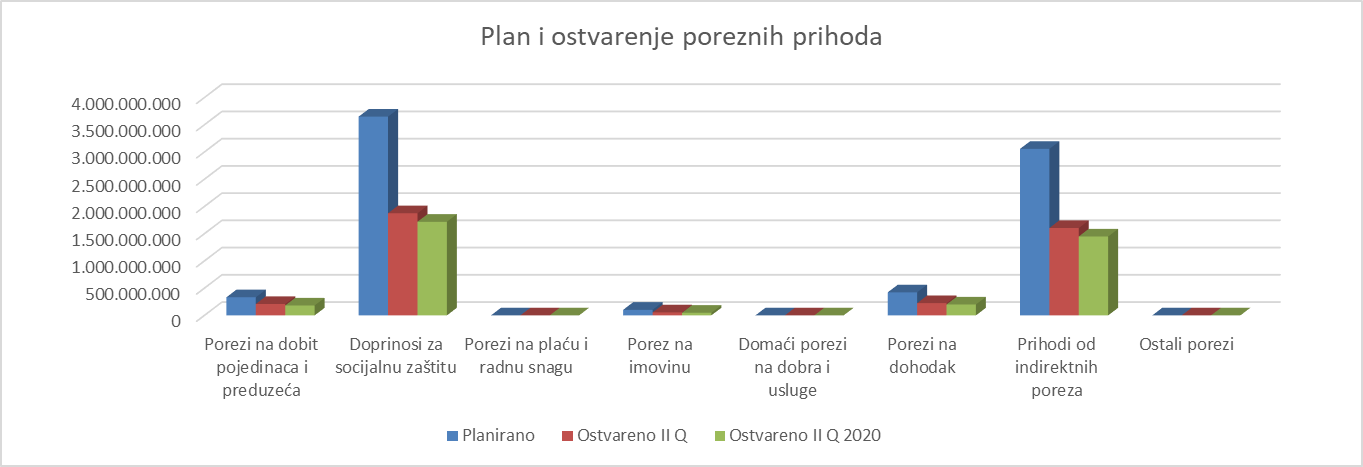 Plan i ostvarenje poreznih prihoda
4.000.000.000
3.500.000.000
3.000.000.000
2.500.000.000
2.000.000.000
1.500.000.000
1.000.000.000
500.000.000
0
Porezi na dobit
pojedinaca i
preduzeća
Doprinosi za
socijalnu zaštitu
Porezi na plaću i
radnu snagu
Porez na
imovinu
Domaći porezi
na dobra i
usluge
Porezi na
dohodak
Prihodi od
indirektnih
poreza
Ostali porezi
Planirano
Ostvareno II Q
Ostvareno II Q 2020